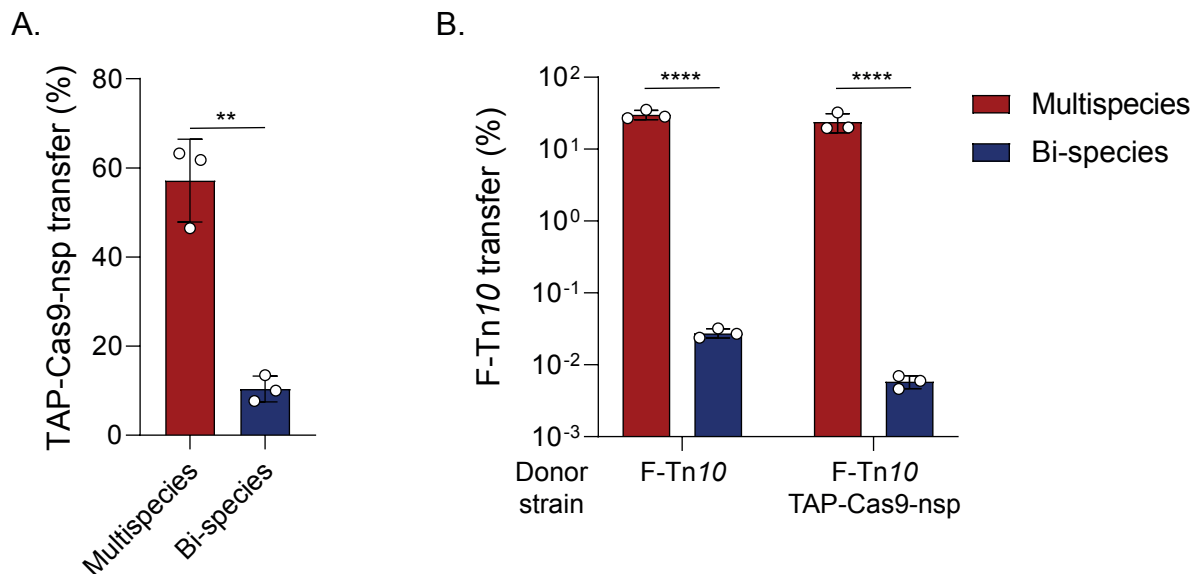 A.
TAP-Cas9-nsp transfer (%)
80
60
40
20
0
**
Multispecies
Bi-species
B.
F-Tn10 transfer (%)
10²
10¹
10⁰
10⁻¹
10⁻²
10⁻³
****
****
Donor
strain
F-Tn10
F-Tn10
TAP-Cas9-nsp
Multispecies
Bi-species